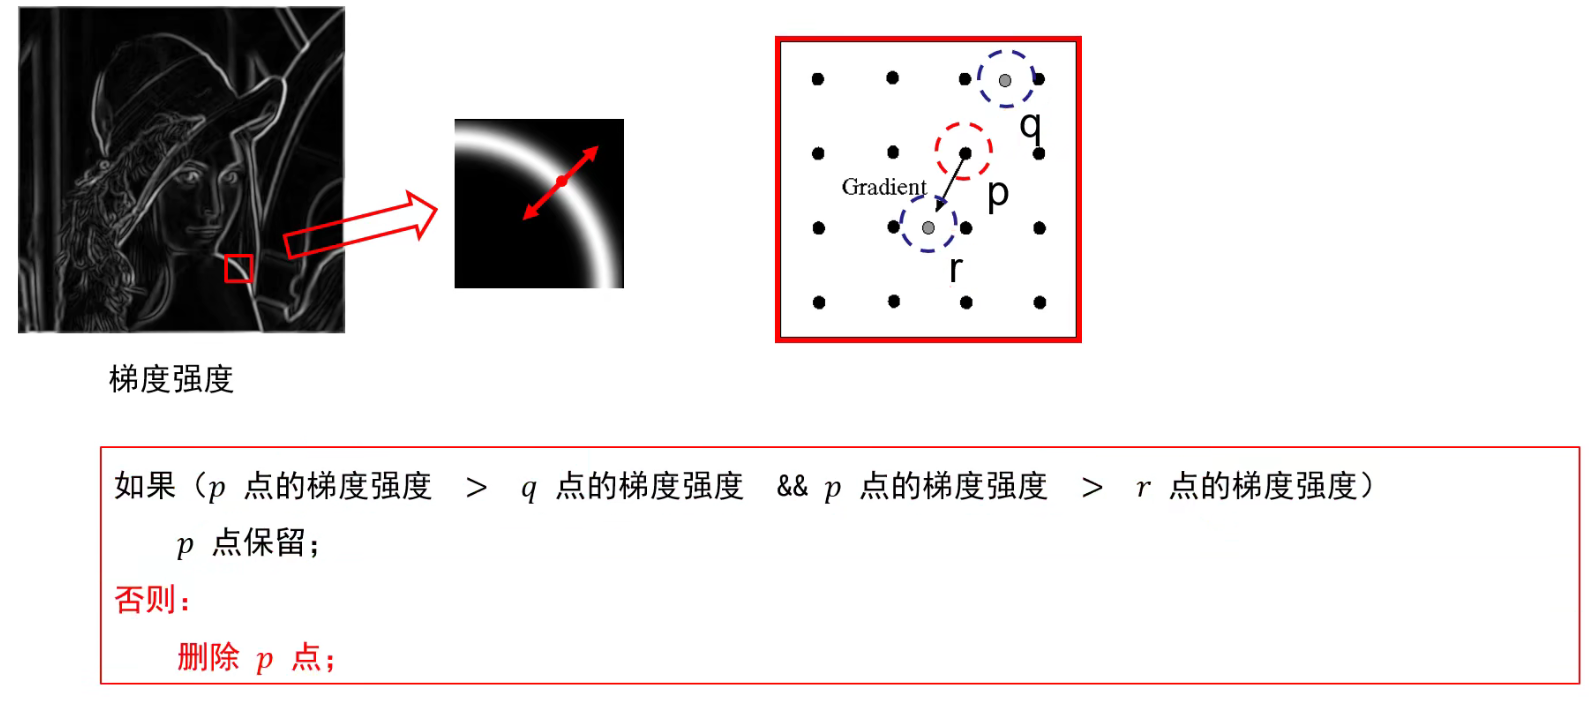 梯度强度
q
Gradient
p
r
如果（p 点的梯度强度 > q 点的梯度强度 && p 点的梯度强度 > r 点的梯度强度）
p 点保留；
否则：
删除 p 点；